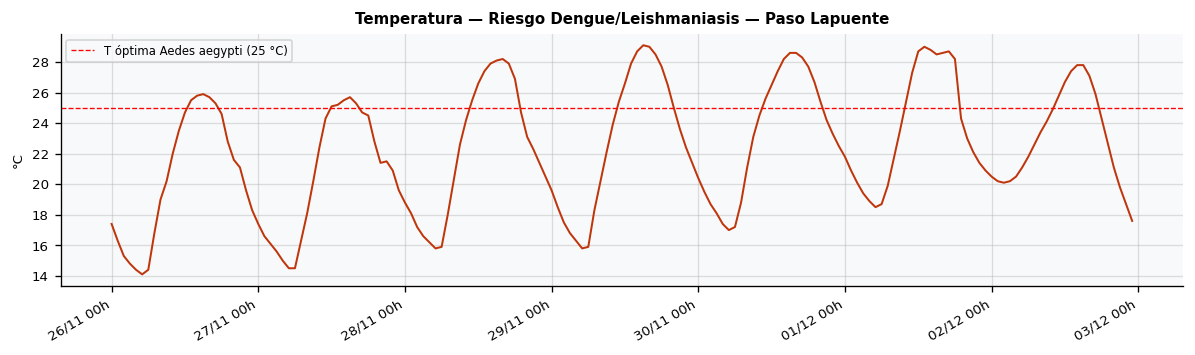 Temperatura — Riesgo Dengue/Leishmaniasis — Paso Lapuente
T óptima Aedes aegypti (25 °C)
°C
28
26
24
22
20
18
16
14
26/11 00h
27/11 00h
28/11 00h
29/11 00h
30/11 00h
01/12 00h
02/12 00h
03/12 00h